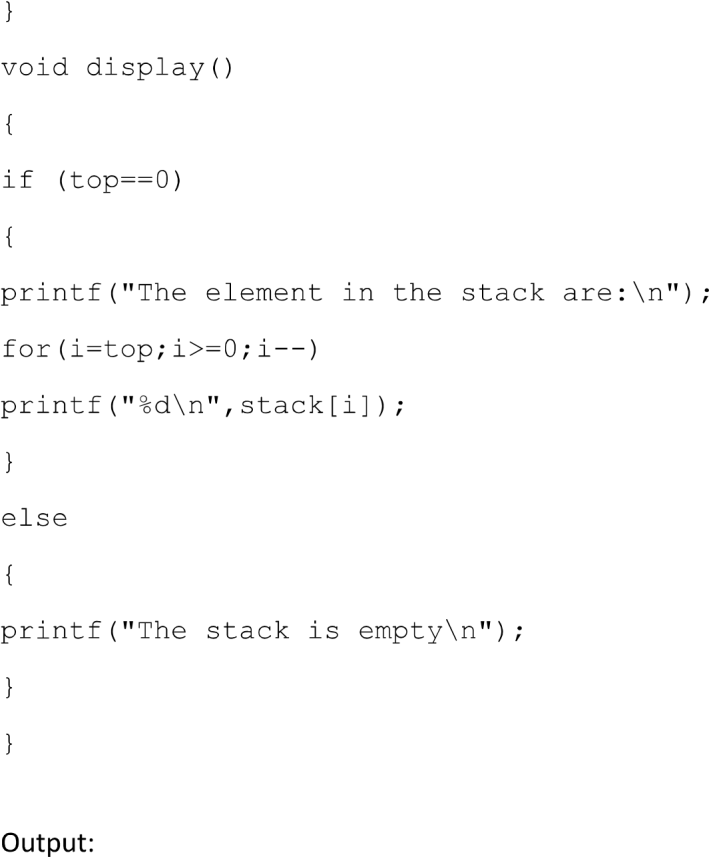 }
void display()
{
if (top==0)
{
printf("The element in the stack are:\n");
for(i=top;i>=0;i--)
printf("%d\n",stack[i]);
}
else
{
printf("The stack is empty\n");
}
}
Output: